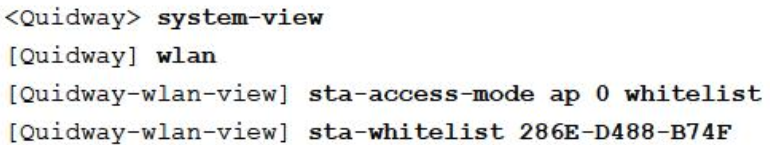 <Quidway> system-view
[Quidway] wlan
[Quidway-wlan-view] sta-access-mode ap 0 whitelist
[Quidway-wlan-view] sta-whitelist 286E-D488-B74F